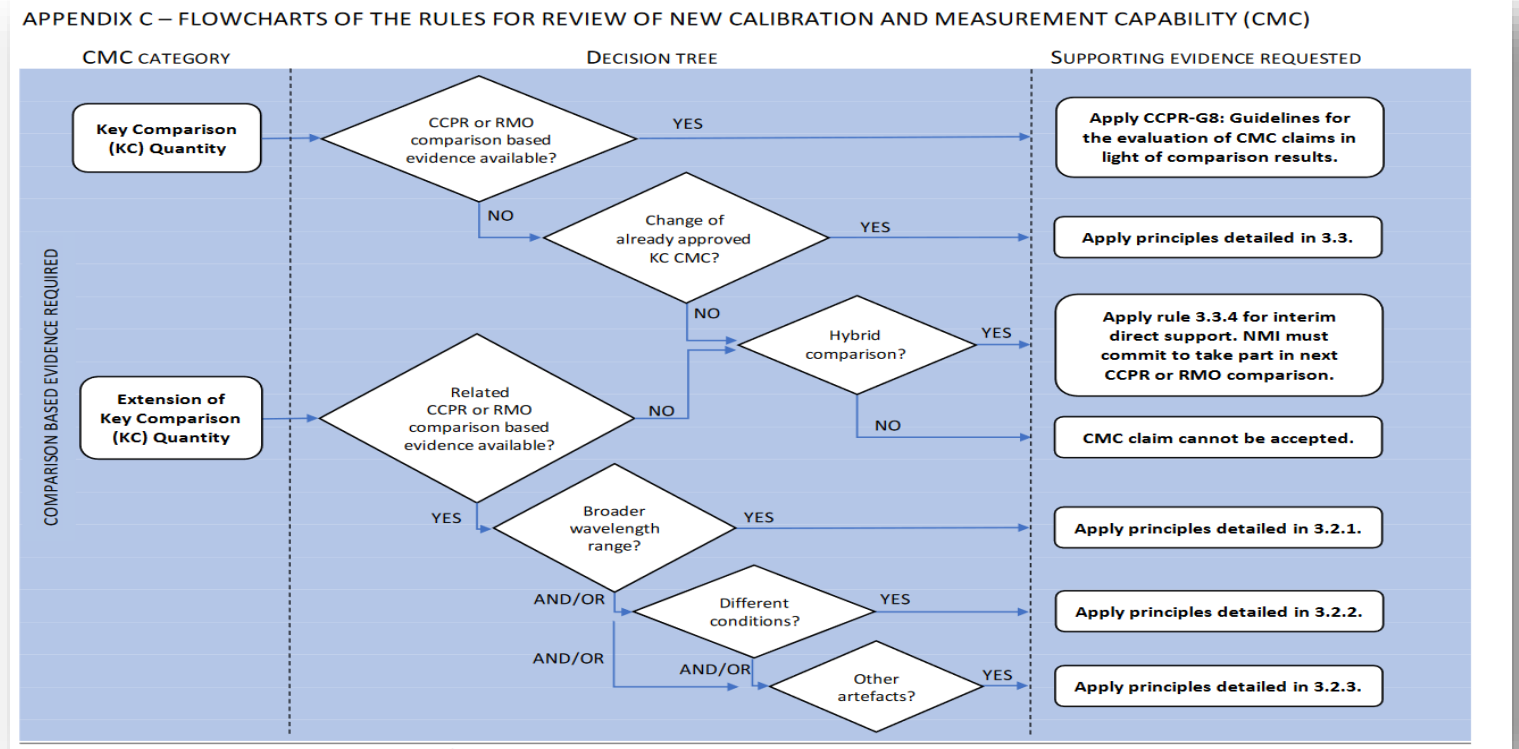 APPENDIX C – FLOWCHARTS OF THE RULES FOR REVIEW OF NEW CALIBRATION AND MEASUREMENT CAPABILITY (CMC)
CMC CATEGORY
DECISION TREE
SUPPORTING EVIDENCE REQUESTED
COMPARISON BASED EVIDENCE REQUIRED
Key Comparison
(KC) Quantity
CCPR or RMO
comparison based
evidence available?
YES
Apply CCPR-G8: Guidelines for
the evaluation of CMC claims in
light of comparison results.
NO
Change of
already approved
KC CMC?
YES
Apply principles detailed in 3.3.
NO
Hybrid
comparison?
YES
Apply rule 3.3.4 for interim
direct support. NMI must
commit to take part in next
CCPR or RMO comparison.
NO
CMC claim cannot be accepted.
Extension of
Key Comparison
(KC) Quantity
Related
CCPR or RMO
comparison based
evidence available?
NO
YES
Broader
wavelength
range?
YES
Apply principles detailed in 3.2.1.
AND/OR
Different
conditions?
YES
Apply principles detailed in 3.2.2.
AND/OR
AND/OR
Other
artefacts?
YES
Apply principles detailed in 3.2.3.